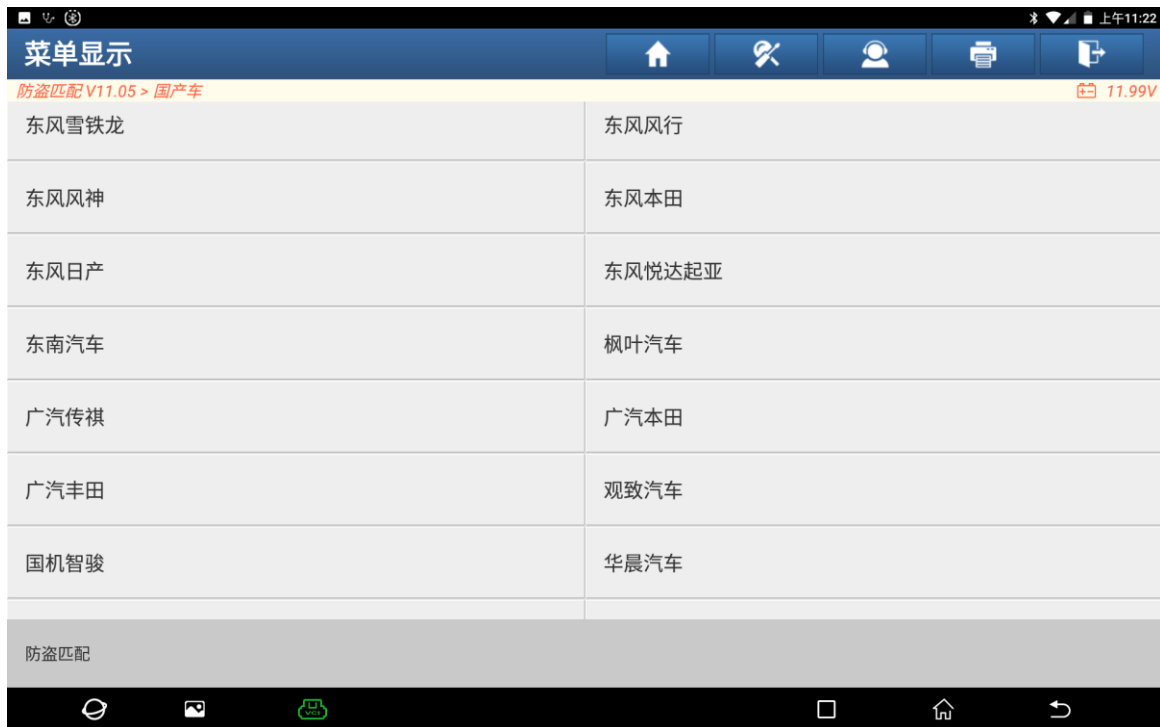 上午11:22
菜单显示
防盗匹配 V11.05 > 国产车
11.99V
东风雪铁龙
东风风行
东风风神
东风本田
东风日产
东风悦达起亚
东南汽车
枫叶汽车
广汽传祺
广汽本田
广汽丰田
观致汽车
国机智骏
华晨汽车
防盗匹配
VCI